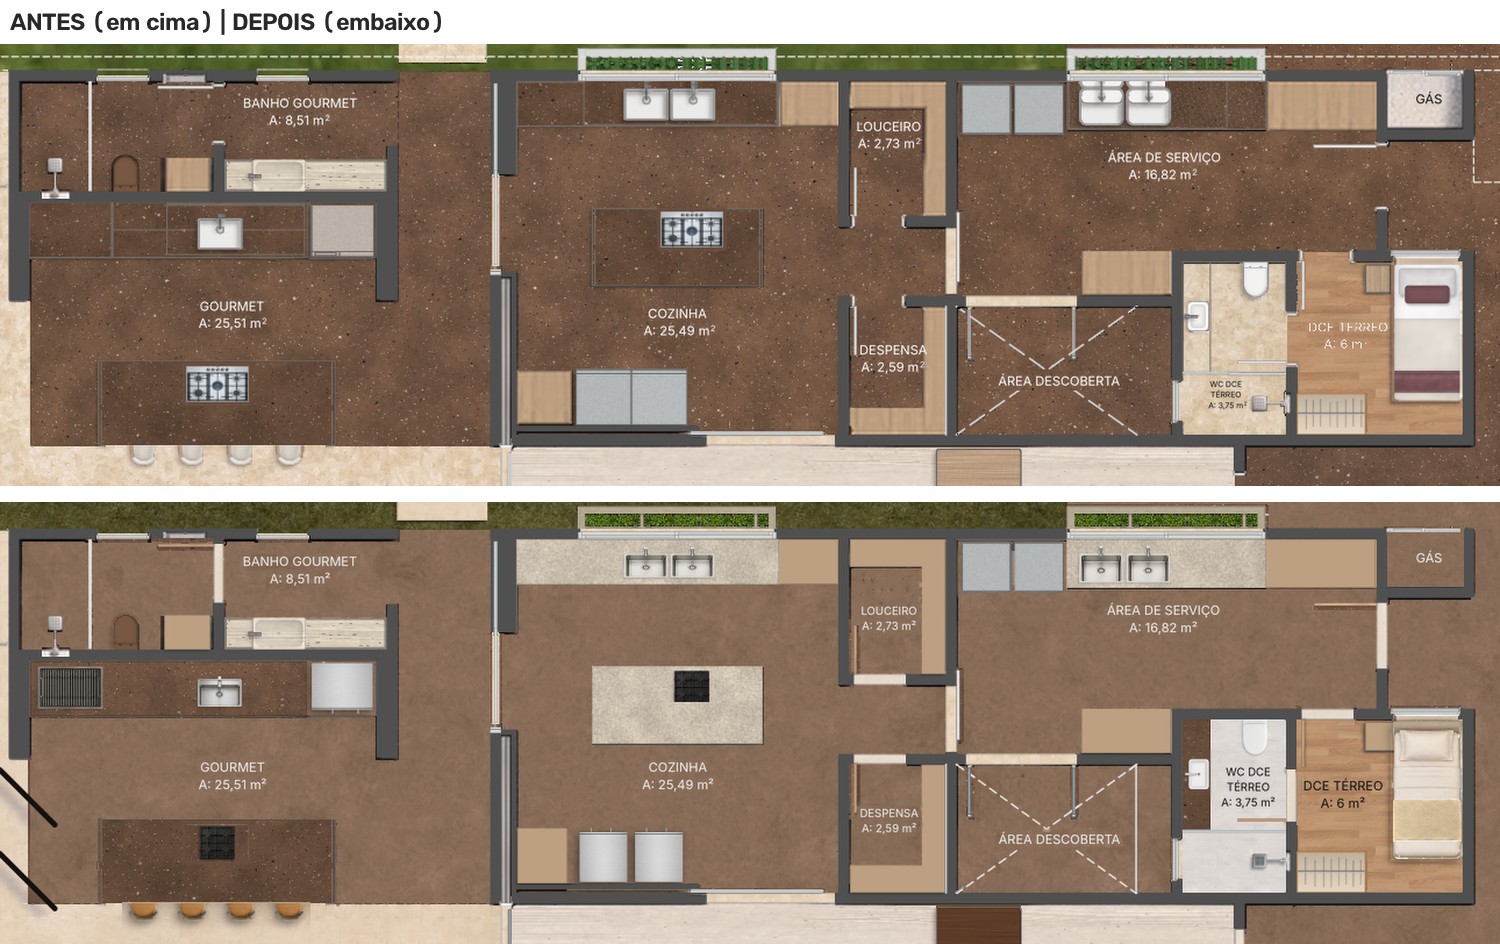 ANTES (em cima) | DEPOIS (embaixo)
BANHO GOURMET
A: 8,51 m²
GOURMET
A: 25,51 m²
COZINHA
A: 25,49 m²
LOUCEIRO
A: 2,73 m²
DESPENSA
A: 2,59 m²
ÁREA DE SERVIÇO
A: 16,82 m²
ÁREA DESCOBERTA
GÁS
WC DCE
TÉRREO
A: 3,75 m²
DCE TÉRREO
A: 6 m²
BANHO GOURMET
A: 8,51 m²
GOURMET
A: 25,51 m²
COZINHA
A: 25,49 m²
LOUCEIRO
A: 2,73 m²
DESPENSA
A: 2,59 m²
ÁREA DE SERVIÇO
A: 16,82 m²
ÁREA DESCOBERTA
GÁS
WC DCE
TÉRREO
A: 3,75 m²
DCE TÉRREO
A: 6 m²